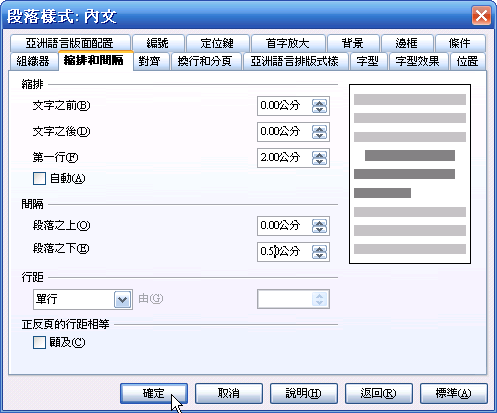 段落樣式: 內文
亞洲語言版面配置 編號 定位鍵 首字放大 背景 邊框 條件
組織器 縮排和間隔 對齊 換行和分頁 亞洲語言排版式樣 字型 字型效果 位置
縮排
文字之前(B) 0.00公分
文字之後(D) 0.00公分
第一行(F) 2.00公分
自動(A)
間隔
段落之上(O) 0.00公分
段落之下(E) 0.50公分
行距
單行 由(G)
正反頁的行距相等
顧及(C)
確定 取消 說明(H) 返回(R) 標準(A)